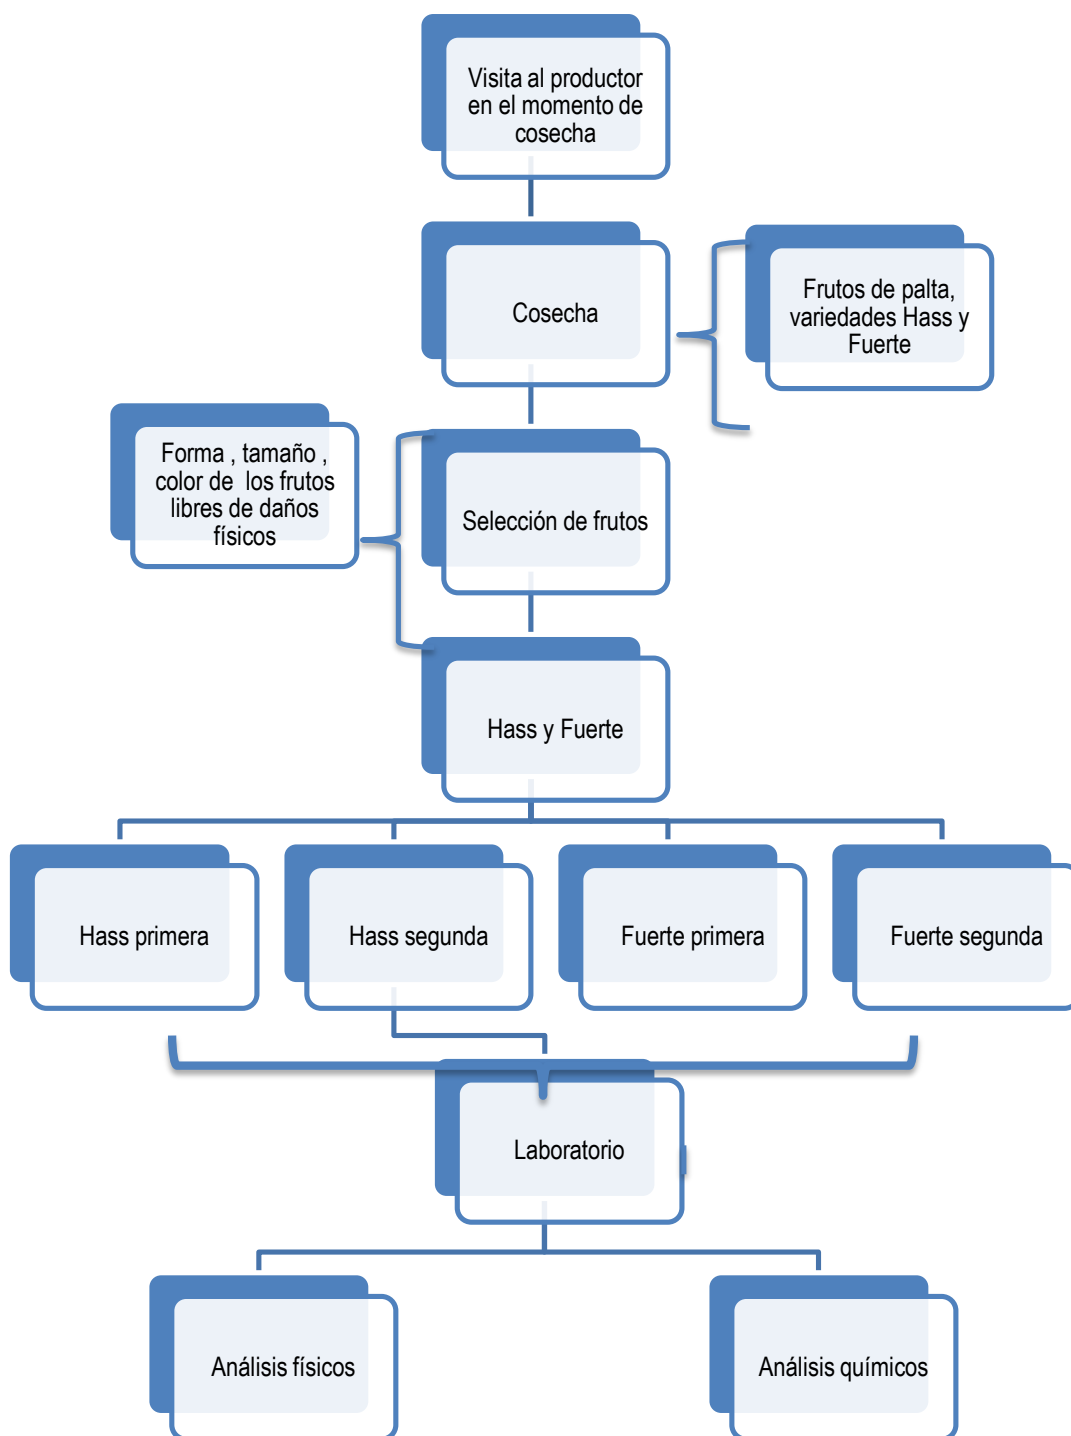 Visita al productor
en el momento de
cosecha
Cosecha
Frutos de palta,
variedades Hass y
Fuerte
Forma , tamaño ,
color de los frutos
libres de daños
físicos
Selección de frutos
Hass y Fuerte
Hass primera
Hass segunda
Fuerte primera
Fuerte segunda
Laboratorio
Análisis físicos
Análisis químicos